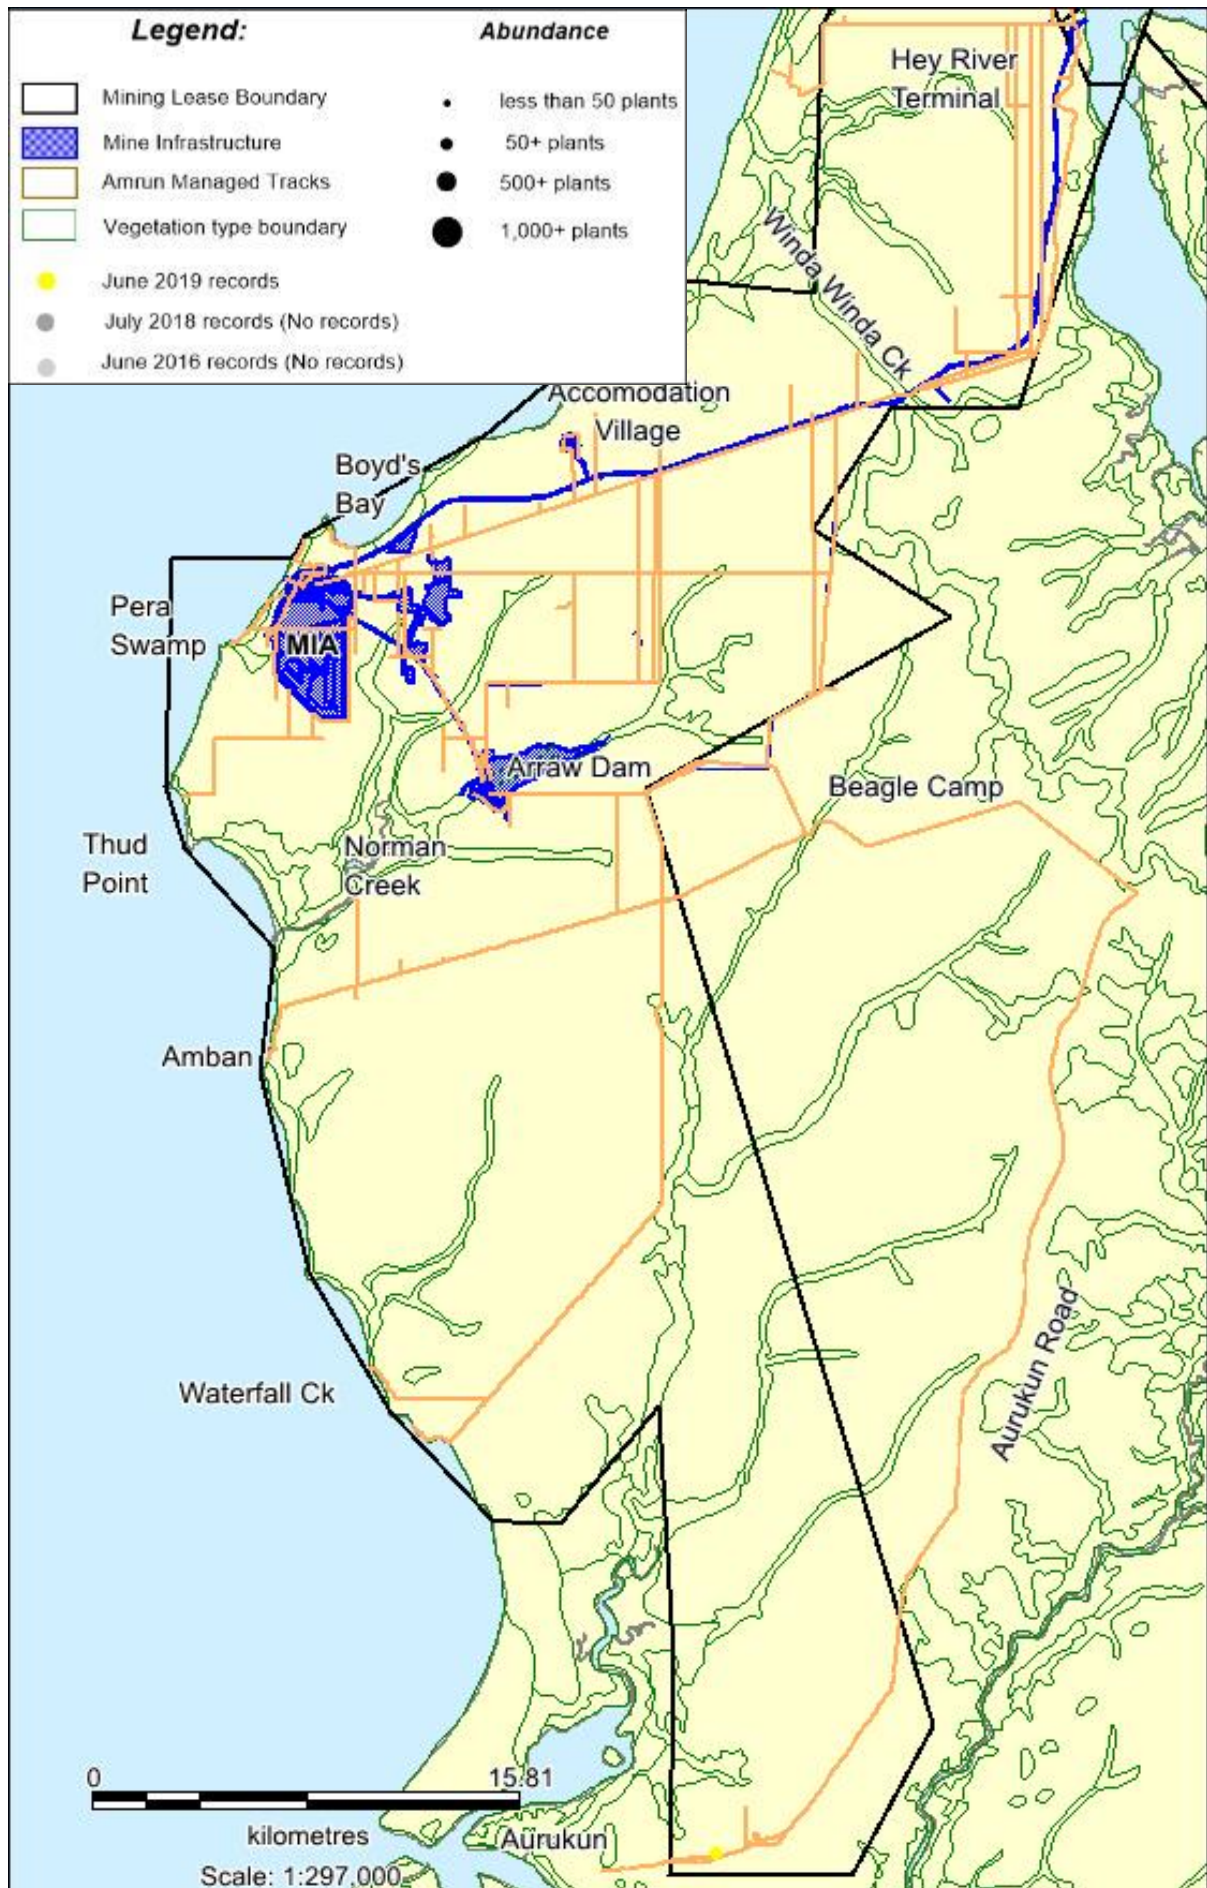 Legend:
Abundance
Mining Lease Boundary
less than 50 plants
Mine Infrastructure
50+ plants
Amrun Managed Tracks
500+ plants
Vegetation type boundary
1,000+ plants
June 2019 records
July 2018 records (No records)
June 2016 records (No records)
Hey River
Terminal
Winda Winda Ck
Accomodation
Village
Boyd's
Bay
Pera
Swamp
MIA
Arraw Dam
Beagle Camp
Thud
Point
Norman
Creek
Amban
Aurukun Road
Waterfall Ck
0
15.81
kilometres
Aurukun
Scale: 1:297,000